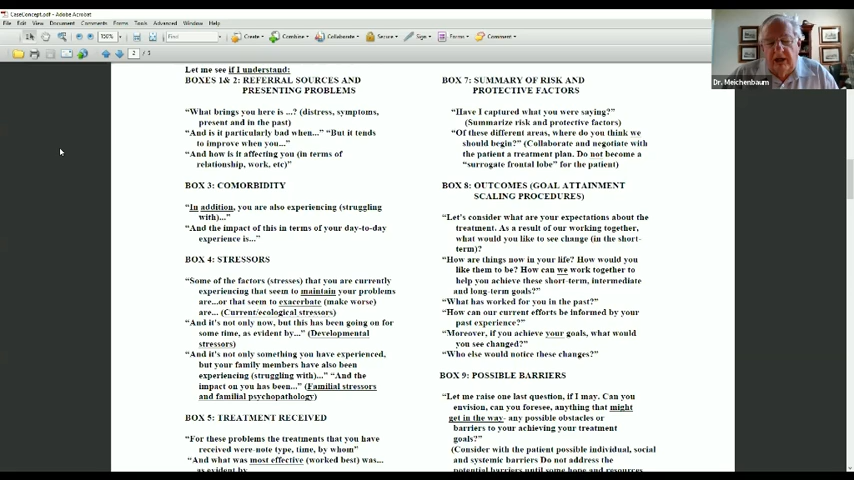 CaseConcept.pdf - Adobe Acrobat
File Edit View Document Comments Forms Tools Advanced Window Help
150%
Find
Create
Combine
Collaborate
Secure
Sign
Forms
Comment
2
Dr. Meichenbaum
Let me see if I understand:
BOXES 1& 2: REFERRAL SOURCES AND
PRESENTING PROBLEMS
“What brings you here is ...? (distress, symptoms,
present and in the past)
“And is it particularly bad when...” “But it tends
to improve when you...”
“And how is it affecting you (in terms of
relationship, work, etc)”
BOX 3: COMORBIDITY
“In addition, you are also experiencing (struggling
with)...”
“And the impact of this in terms of your day-to-day
experience is...”
BOX 4: STRESSORS
“Some of the factors (stresses) that you are currently
experiencing that seem to maintain your problems
are...or that seem to exacerbate (make worse)
are... (Current/ecological stressors)
“And it's not only now, but this has been going on for
some time, as evident by...” (Developmental
stressors)
“And it's not only something you have experienced,
but your family members have also been
experiencing (struggling with)...” “And the
impact on you has been...” (Familial stressors
and familial psychopathology)
BOX 5: TREATMENT RECEIVED
“For these problems the treatments that you have
received were-note type, time, by whom”
“And what was most effective (worked best) was...
as evident by
BOX 7: SUMMARY OF RISK AND
PROTECTIVE FACTORS
“Have I captured what you were saying?”
(Summarize risk and protective factors)
“Of these different areas, where do you think we
should begin?” (Collaborate and negotiate with
the patient a treatment plan. Do not become a
“surrogate frontal lobe” for the patient)
BOX 8: OUTCOMES (GOAL ATTAINMENT
SCALING PROCEDURES)
“Let's consider what are your expectations about the
treatment. As a result of our working together,
what would you like to see change (in the short-
term)?
“How are things now in your life? How would you
like them to be? How can we work together to
help you achieve these short-term, intermediate
and long-term goals?”
“What has worked for you in the past?”
“How can our current efforts be informed by your
past experience?”
“Moreover, if you achieve your goals, what would
you see changed?”
“Who else would notice these changes?”
BOX 9: POSSIBLE BARRIERS
“Let me raise one last question, if I may. Can you
envision, can you foresee, anything that might
get in the way- any possible obstacles or
barriers to your achieving your treatment
goals?”
(Consider with the patient possible individual, social
and systemic barriers Do not address the
potential barriers until some hope and resources